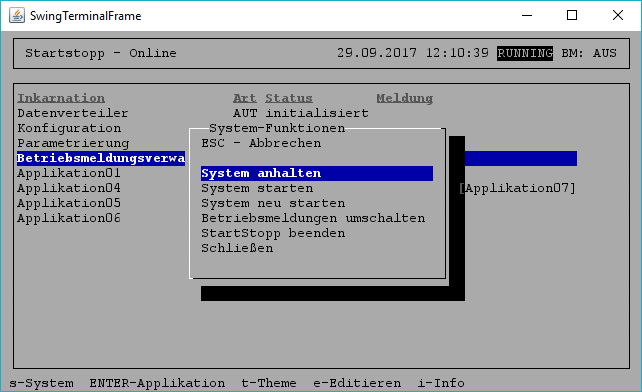 SwingTerminalFrame
Startstopp - Online 29.09.2017 12:10:39 RUNNING BM: AUS
Inkarnation Art Status Meldung
Datenverteiler AUT initialisiert
Konfiguration
System-Funktionen
Parametrierung
ESC - Abbrechen
Betriebsmeldungsverwa
Applikation01
System anhalten
Applikation04
System starten
[Applikation07]
Applikation05
System neu starten
Applikation06
Betriebsmeldungen umschalten
StartStopp beenden
Schließen
s-System ENTER-Applikation t-Theme e-Editieren i-Info